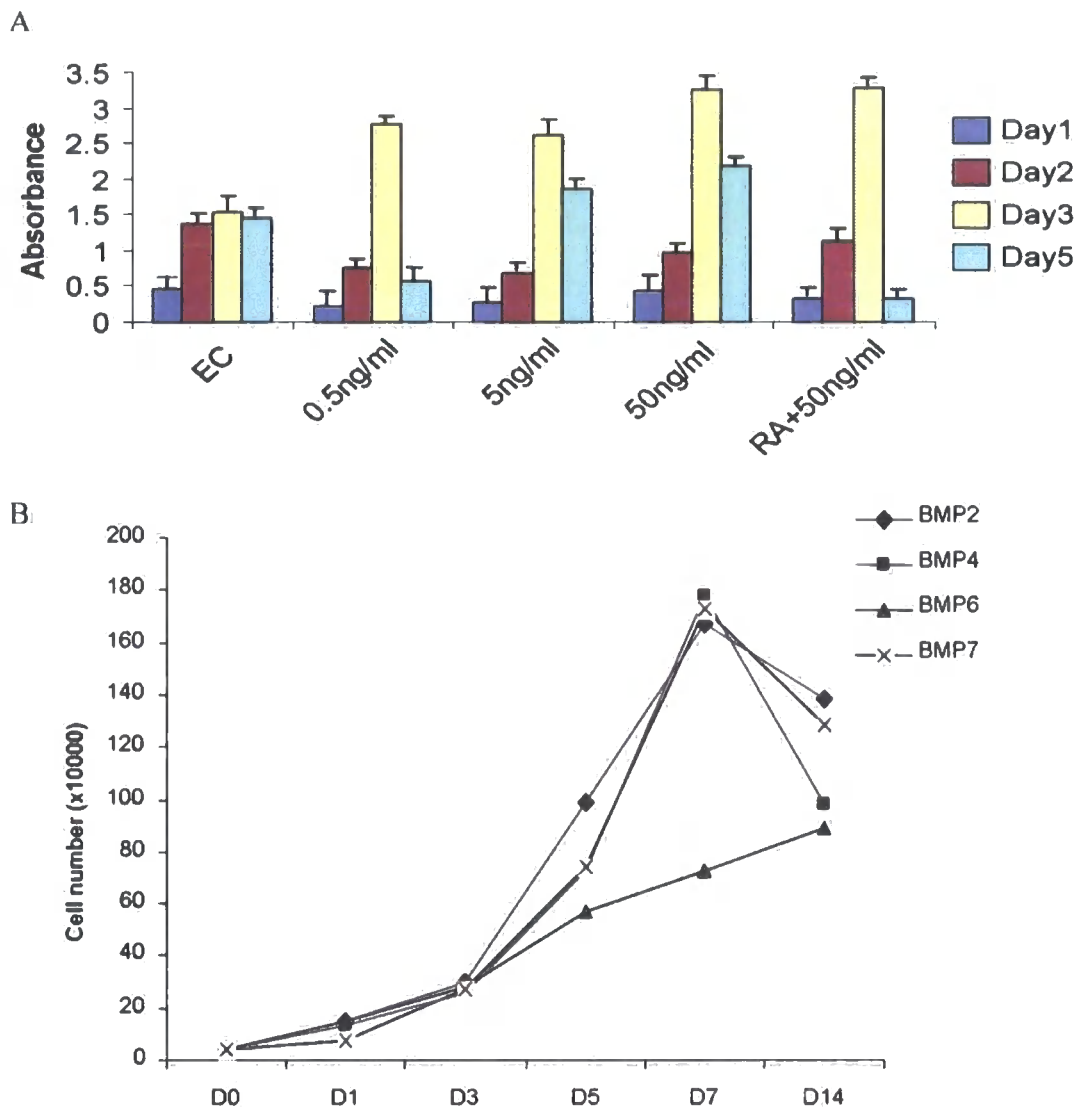 A
3.5
3
2.5
2
1.5
1
0.5
0
Absorbance
EC
0.5ng/ml
5ng/ml
50ng/ml
RA+50ng/ml
Day1
Day2
Day3
Day5
B
200
180
160
140
120
100
80
60
40
20
0
Cell number (x10000)
D0
D1
D3
D5
D7
D14
BMP2
BMP4
BMP6
BMP7